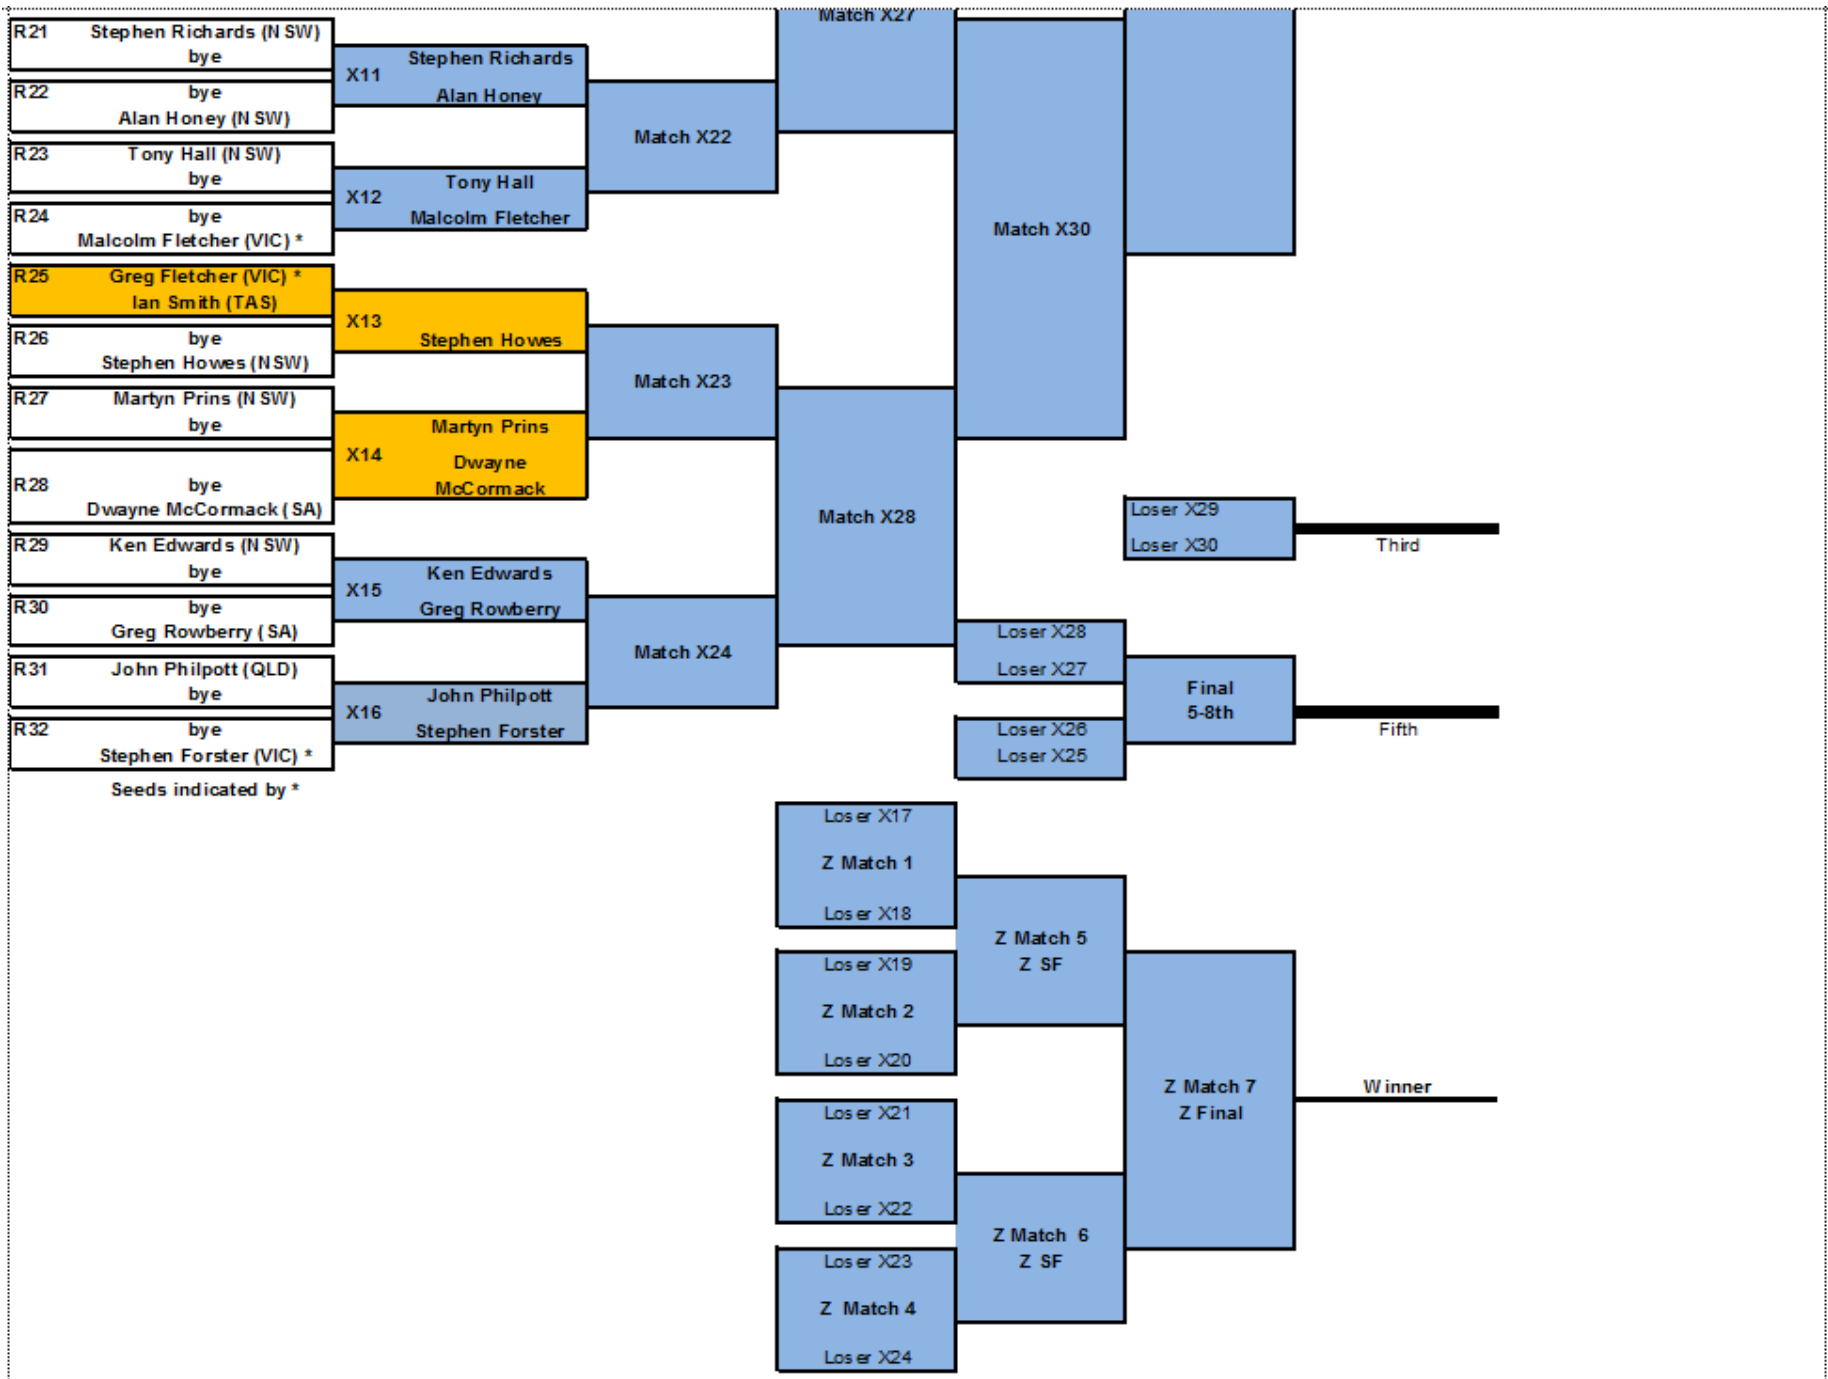 R21 Stephen Richards (NSW)
bye
R22 bye
Alan Honey (NSW)
R23 Tony Hall (NSW)
bye
R24 bye
Malcolm Fletcher (VIC) *
R25 Greg Fletcher (VIC) *
Ian Smith (TAS)
R26 bye
Stephen Howes (NSW)
R27 Martyn Prins (NSW)
bye
R28 bye
Dwayne McCormack (SA)
R29 Ken Edwards (NSW)
bye
R30 bye
Greg Rowberry (SA)
R31 John Philpott (QLD)
bye
R32 bye
Stephen Forster (VIC) *
Seeds indicated by *
X11 Stephen Richards
Alan Honey
X12 Tony Hall
Malcolm Fletcher
X13
Stephen Howes
X14 Martyn Prins
Dwayne
McCormack
X15 Ken Edwards
Greg Rowberry
X16 John Philpott
Stephen Forster
Match X22
Match X23
Match X24
Match X27
Match X28
Match X30
Loser X29
Loser X30
Third
Loser X28
Loser X27
Loser X26
Loser X25
Final
5-8th
Fifth
Loser X17
Z Match 1
Loser X18
Loser X19
Z Match 2
Loser X20
Loser X21
Z Match 3
Loser X22
Loser X23
Z Match 4
Loser X24
Z Match 5
Z SF
Z Match 6
Z SF
Z Match 7
Z Final
Winner